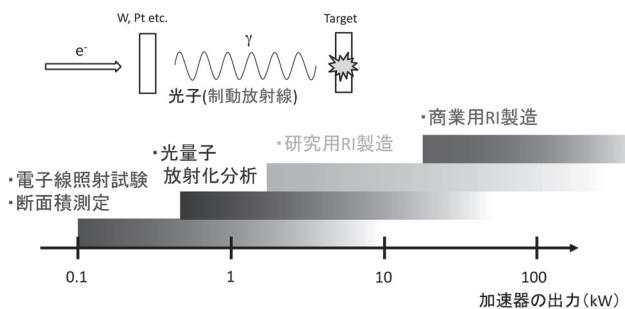 W, Pt etc.
Target
e-
γ
光子(制動放射線)
・商業用RI製造
・研究用RI製造
・光量子
放射化分析
・電子線照射試験
・断面積測定
0.1
1
10
100
加速器の出力(kW)